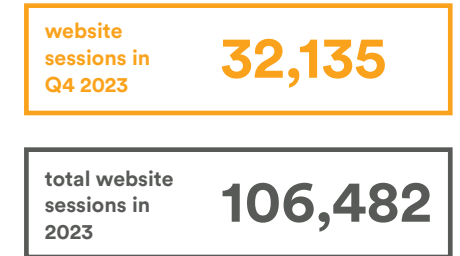 website
sessions in
Q4 2023
32,135
total website
sessions in
2023
106,482